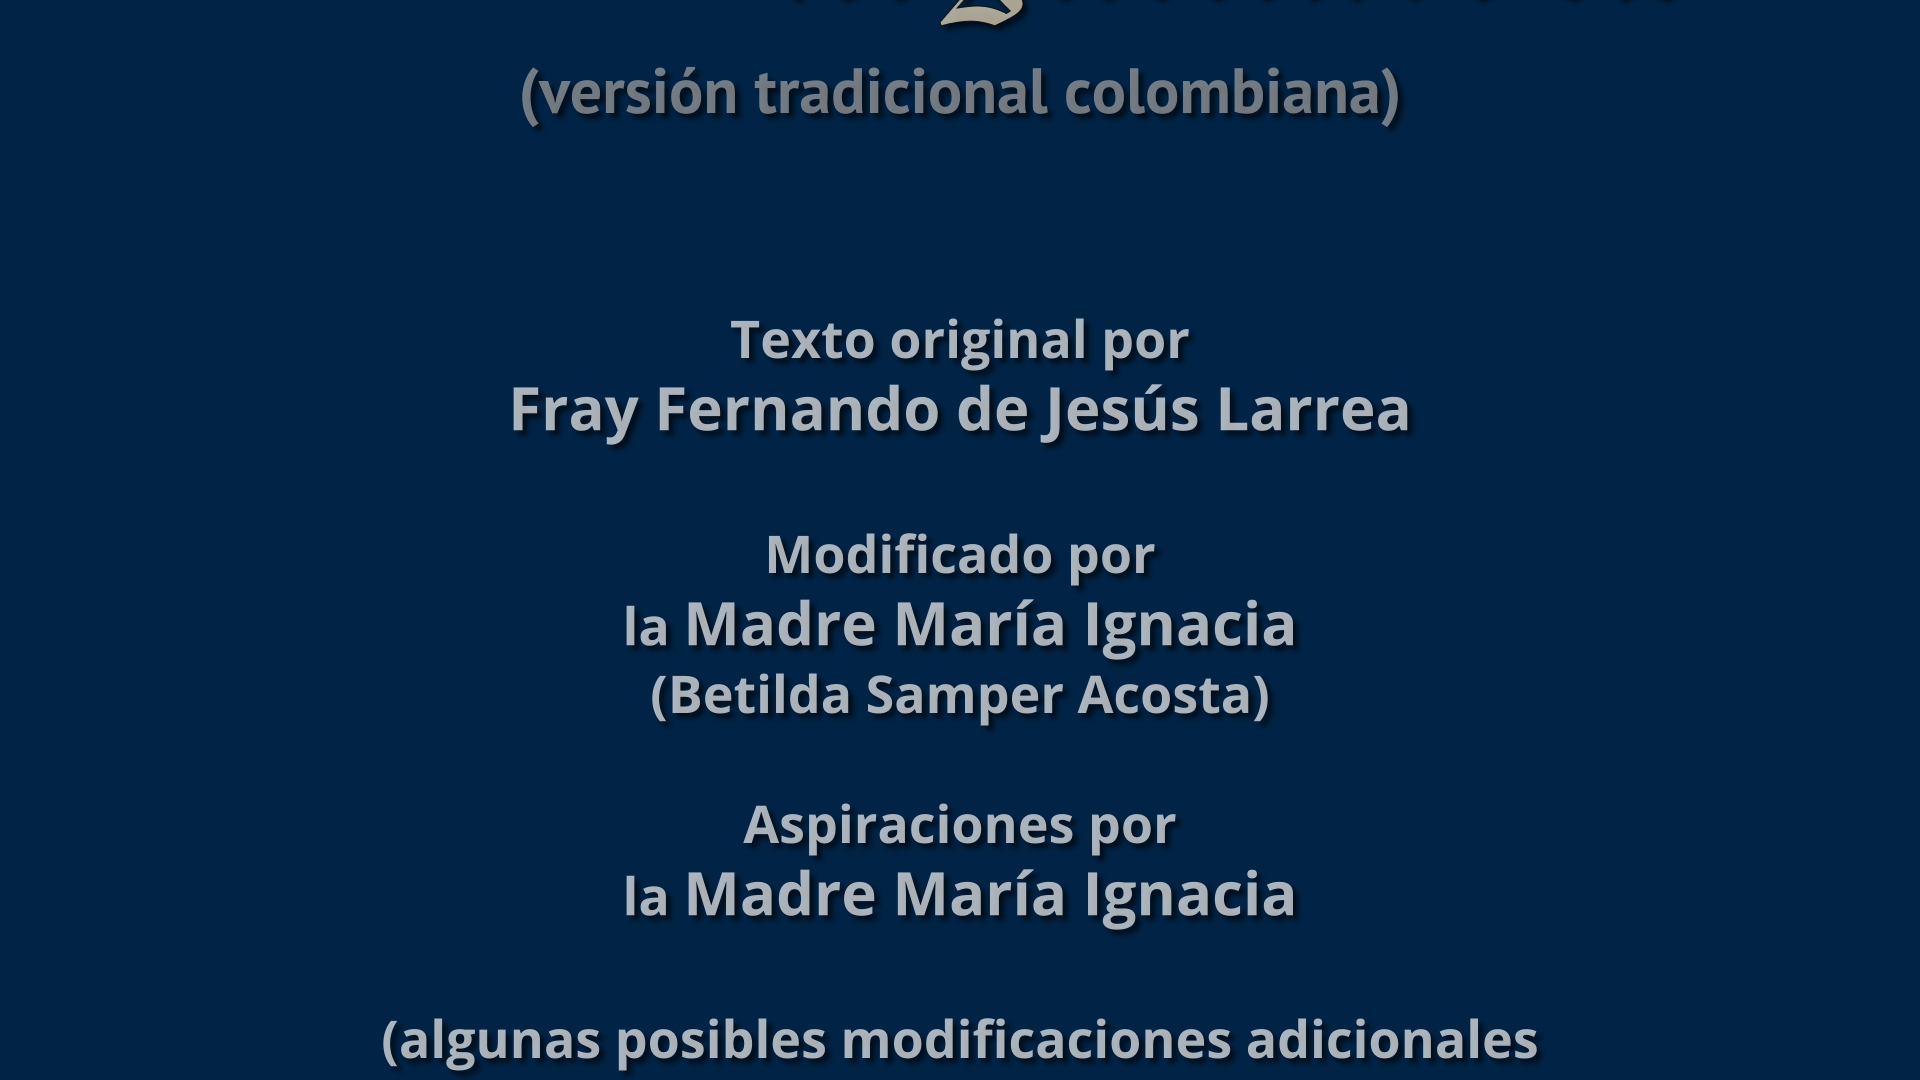 (versión tradicional colombiana)
Texto original por
Fray Fernando de Jesús Larrea
Modificado por
la Madre María Ignacia
(Betilda Samper Acosta)
Aspiraciones por
la Madre María Ignacia
(algunas posibles modificaciones adicionales